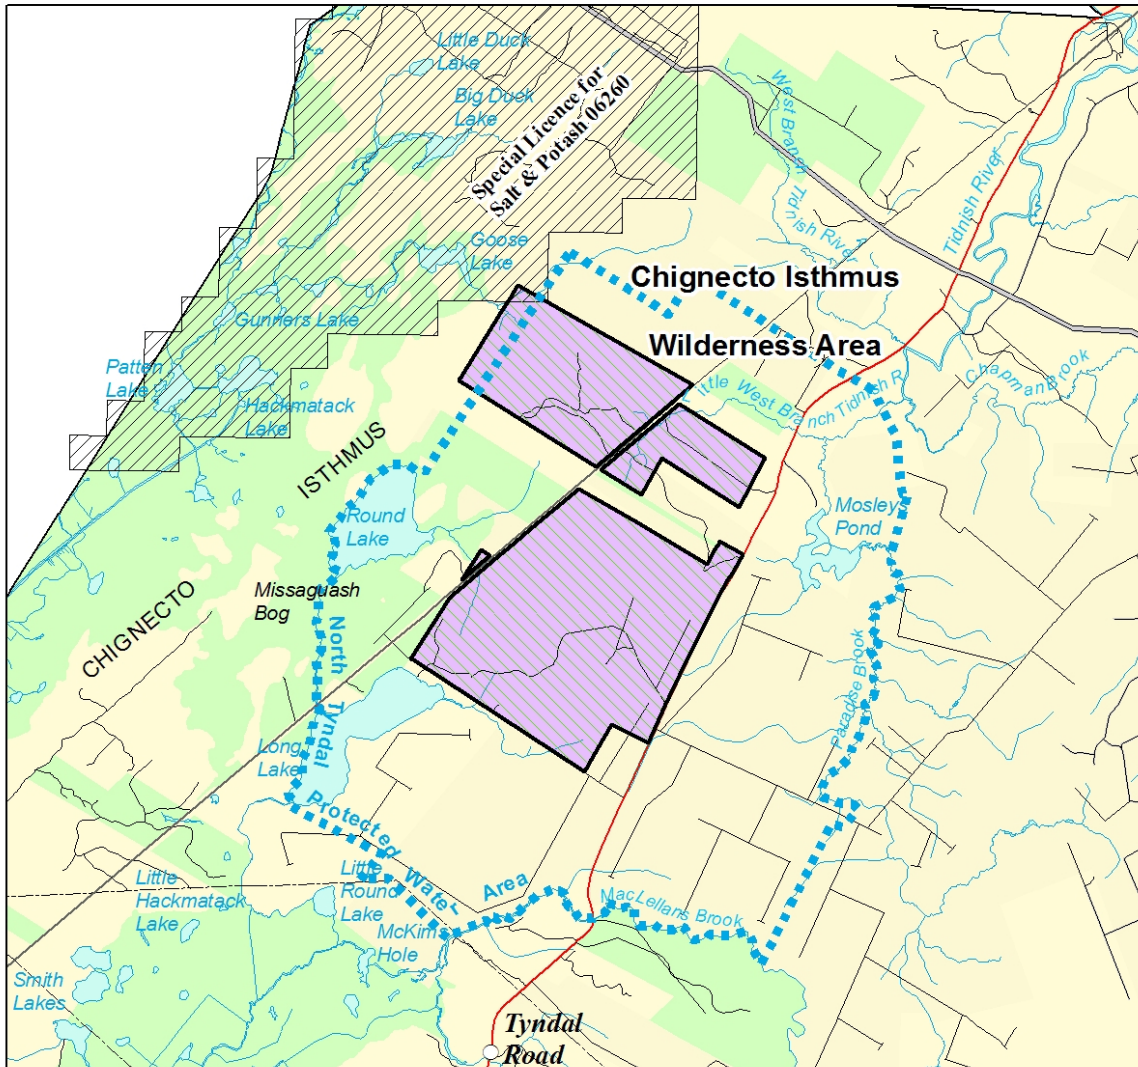 Little Duck
Lake
Big Duck
Lake
Special Licence for
Salt & Potash 06260
West Branch Tidnish River
Tidnish River
Goose
Lake
Chignecto Isthmus
Wilderness Area
Gunners Lake
Patten
Lake
Hackmatack
Lake
Little West Branch Tidnish R
Chapman Brook
ISTHMUS
CHIGNECTO
Round
Lake
Mosleys
Pond
Missaguash
Bog
North Tyndal
Protected Water
Area
Paradise Brook
Long
Lake
Little
Hackmatack
Lake
Little
Round
Lake
MacLellans Brook
McKims
Hole
Smith
Lakes
Tyndal
Road